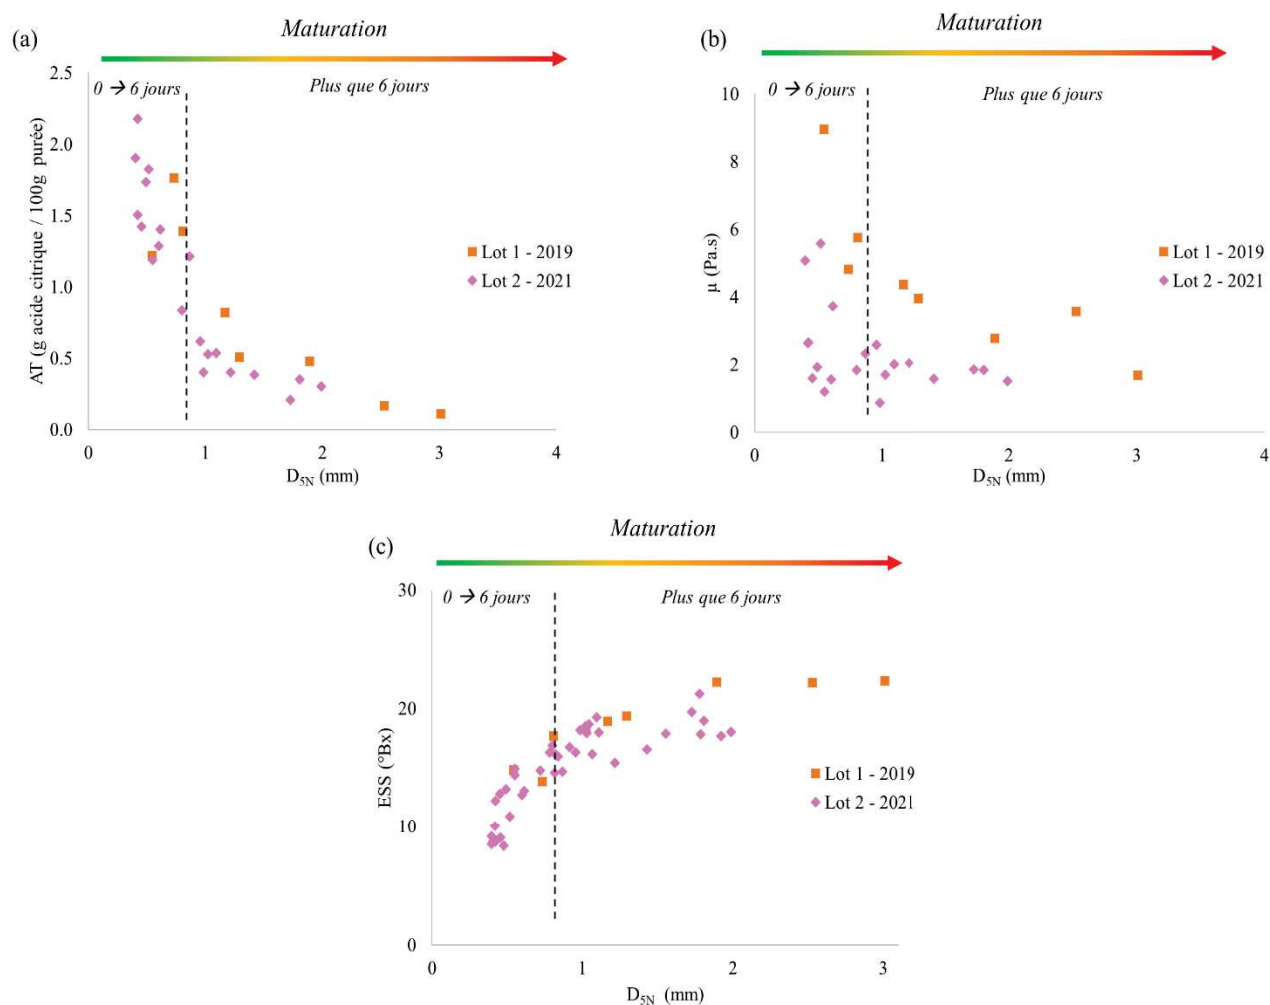 (a)
Maturation
0 → 6 jours
Plus que 6 jours
2.5
2.0
1.5
1.0
0.5
0.0
AT (g acide citrique / 100g purée)
Lot 1 - 2019
Lot 2 - 2021
0 1 2 3 4
D5N (mm)
(b)
Maturation
0 → 6 jours
Plus que 6 jours
10
8
6
4
2
0
μ (Pa.s)
Lot 1 - 2019
Lot 2 - 2021
0 1 2 3 4
D5N (mm)
(c)
Maturation
0 → 6 jours
Plus que 6 jours
30
20
10
0
ESS (°Bx)
Lot 1 - 2019
Lot 2 - 2021
0 1 2 3
D5N (mm)